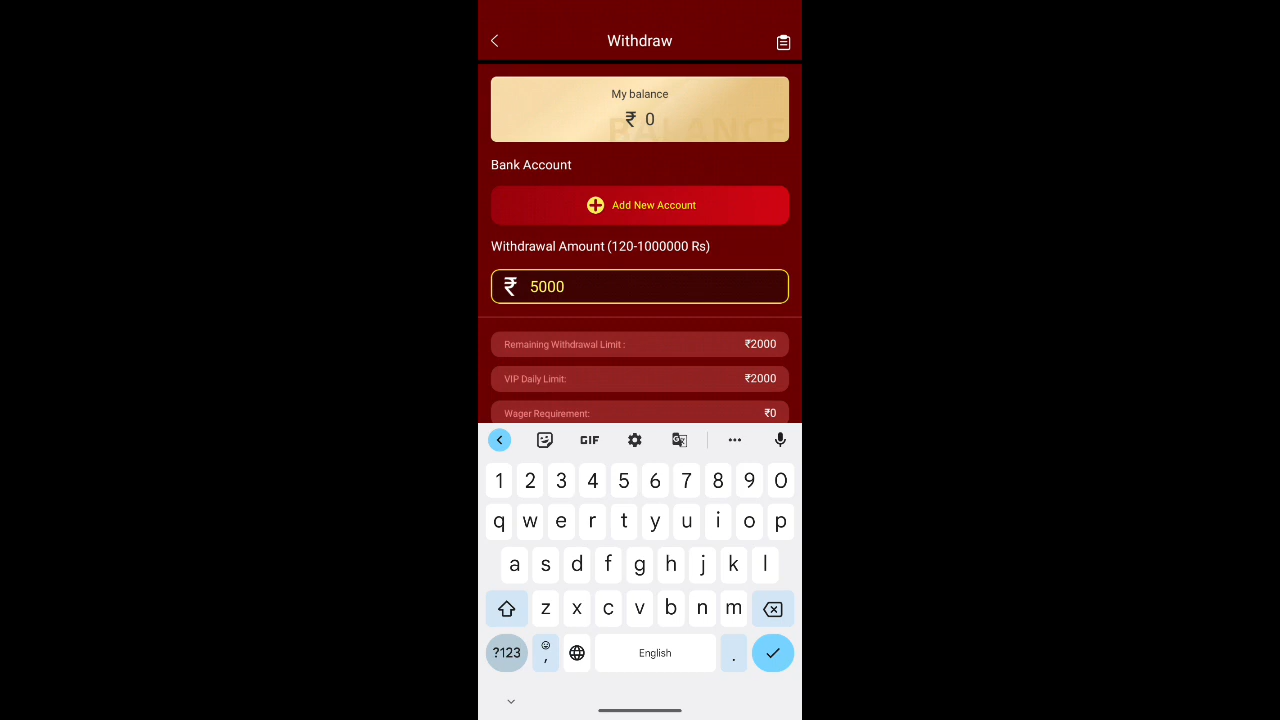 Withdraw
My balance
₹ 0
BALANCE
Bank Account
Add New Account
Withdrawal Amount (120-1000000 Rs)
₹ 5000
Remaining Withdrawal Limit : ₹2000
VIP Daily Limit: ₹2000
Wager Requirement: ₹0
GIF
1 2 3 4 5 6 7 8 9 0
q w e r t y u i o p
a s d f g h j k l
z x c v b n m
?123 , English .